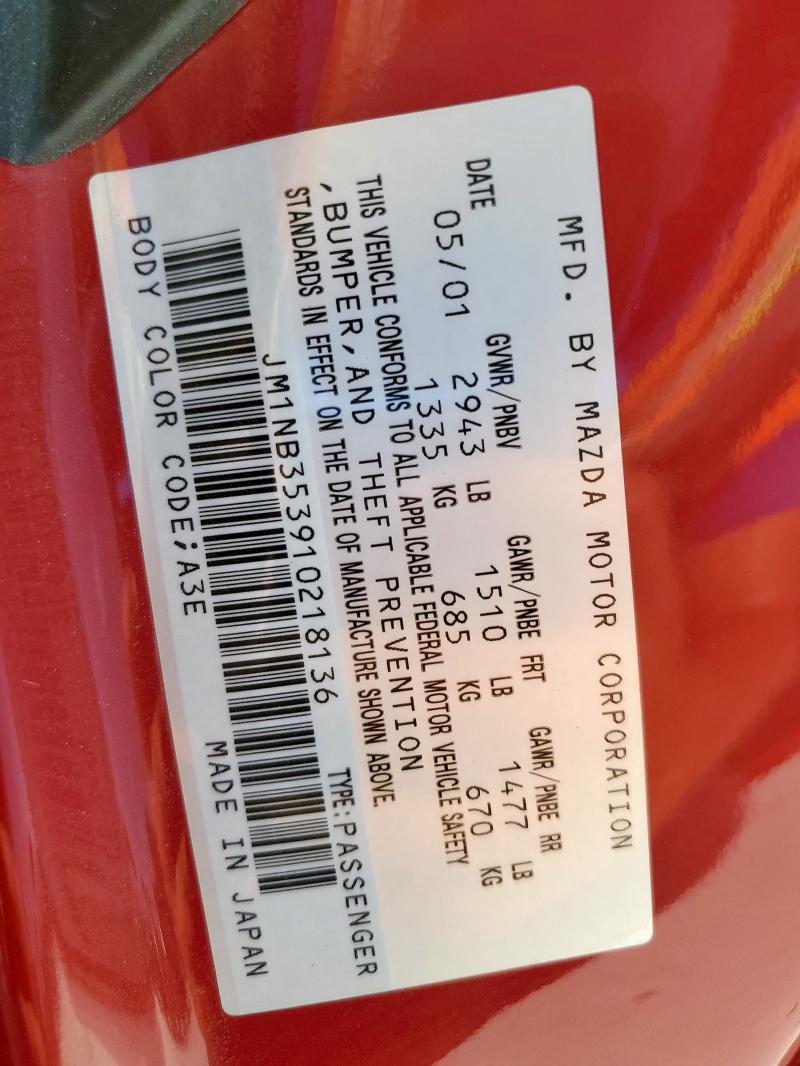 MFD. BY MAZDA MOTOR CORPORATION
DATE GVWR/PNBV GAWR/PNBE FRT GAWR/PNBE RR
05/01 2943 LB 1510 LB 1477 LB
1335 KG 685 KG 670 KG
THIS VEHICLE CONFORMS TO ALL APPLICABLE FEDERAL MOTOR VEHICLE SAFETY
,BUMPER,AND THEFT PREVENTION
STANDARDS IN EFFECT ON THE DATE OF MANUFACTURE SHOWN ABOVE.
JM1NB353910218136 TYPE:PASSENGER
BODY COLOR CODE;A3E MADE IN JAPAN